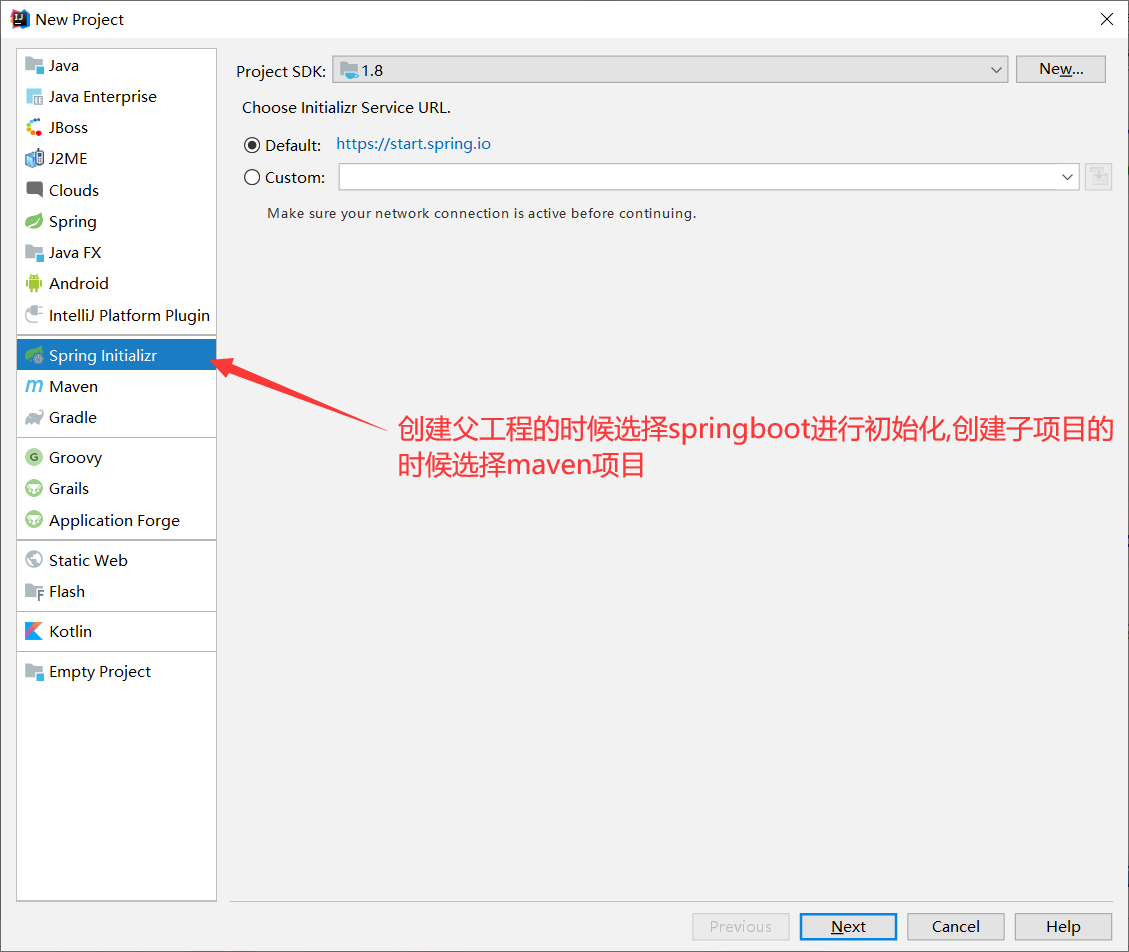 New Project
Java
Java Enterprise
JBoss
J2ME
Clouds
Spring
Java FX
Android
IntelliJ Platform Plugin
Spring Initializr
Maven
Gradle
Groovy
Grails
Application Forge
Static Web
Flash
Kotlin
Empty Project
Project SDK: 1.8 New...
Choose Initializr Service URL.
Default: https://start.spring.io
Custom:
Make sure your network connection is active before continuing.
创建父工程的时候选择springboot进行初始化,创建子项目的
时候选择maven项目
Previous Next Cancel Help